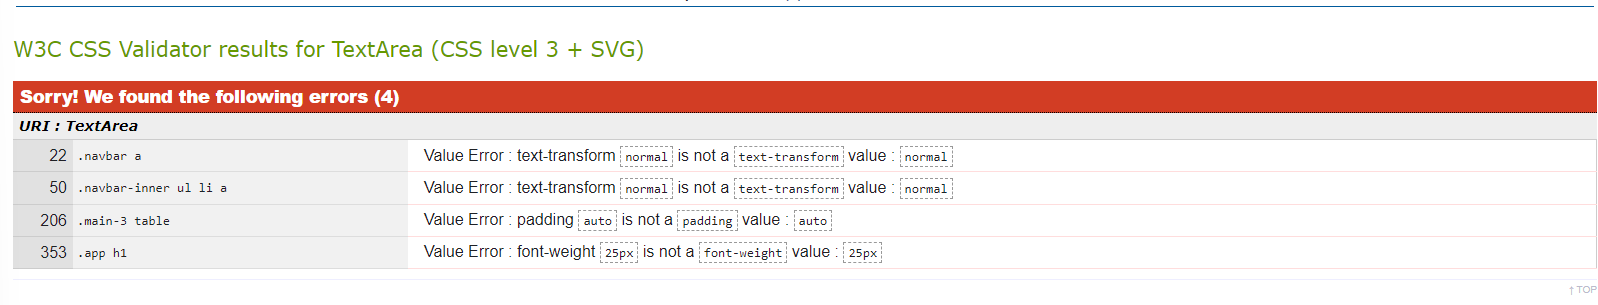 W3C CSS Validator results for TextArea (CSS level 3 + SVG)
Sorry! We found the following errors (4)
URI : TextArea
22 .navbar a Value Error : text-transform normal is not a text-transform value : normal
50 .navbar-inner ul li a Value Error : text-transform normal is not a text-transform value : normal
206 .main-3 table Value Error : padding auto is not a padding value : auto
353 .app h1 Value Error : font-weight 25px is not a font-weight value : 25px
↑ TOP